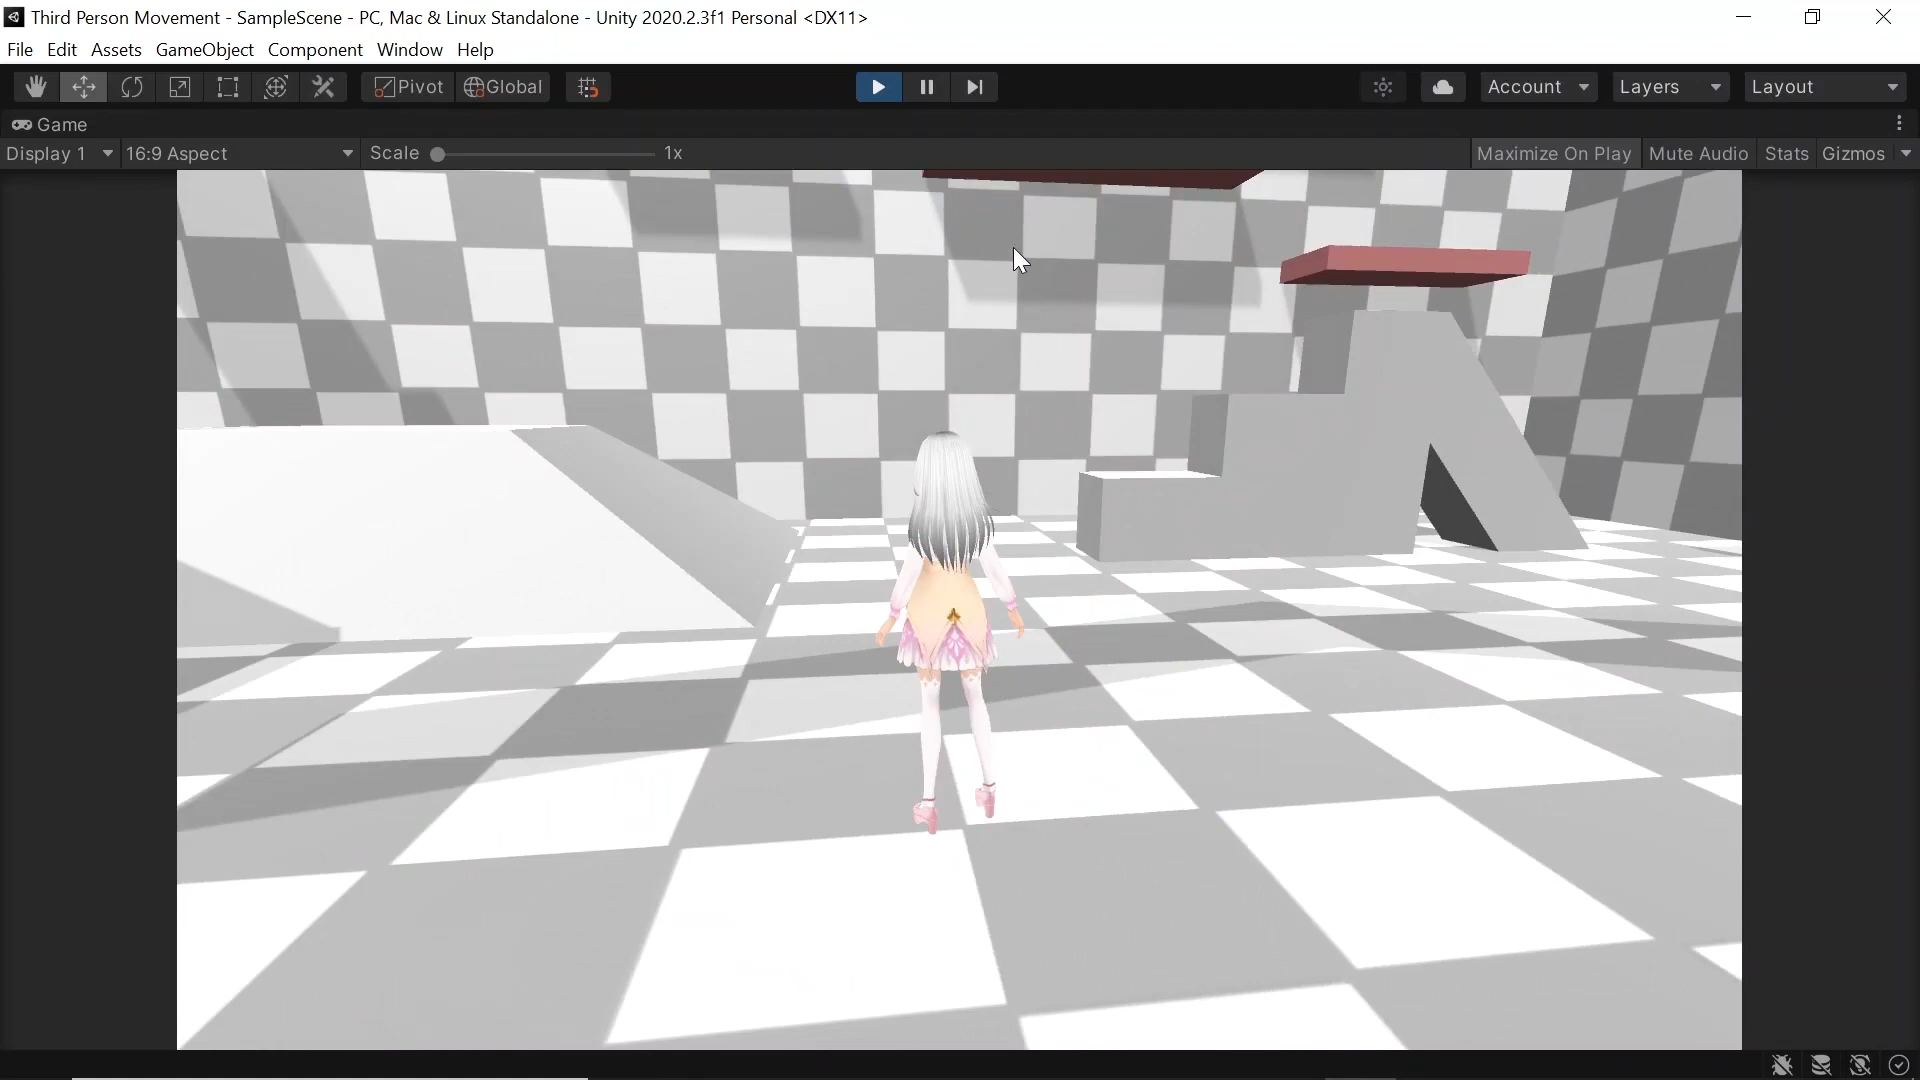 Third Person Movement - SampleScene - PC, Mac & Linux Standalone - Unity 2020.2.3f1 Personal <DX11>
File Edit Assets GameObject Component Window Help
Pivot Global Account Layers Layout
Game
Display 1 16:9 Aspect Scale 1x Maximize On Play Mute Audio Stats Gizmos